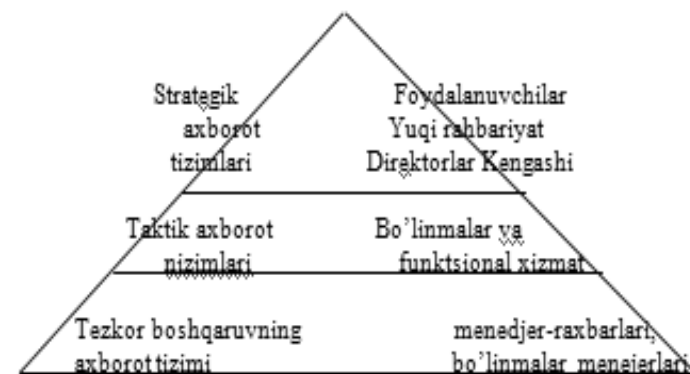 Strategik
axborot
tizimlari
Foydalanuvchilar
Yuqi rahbariyat
Direktorlar Kengashi
Taktik axborot
nizimlari
Bo’linmalar va
funktsional xizmat
Tezkor boshqaruvning
axborot tizimi
menedjer-raxbarlari,
bo’linmalar menejerlari